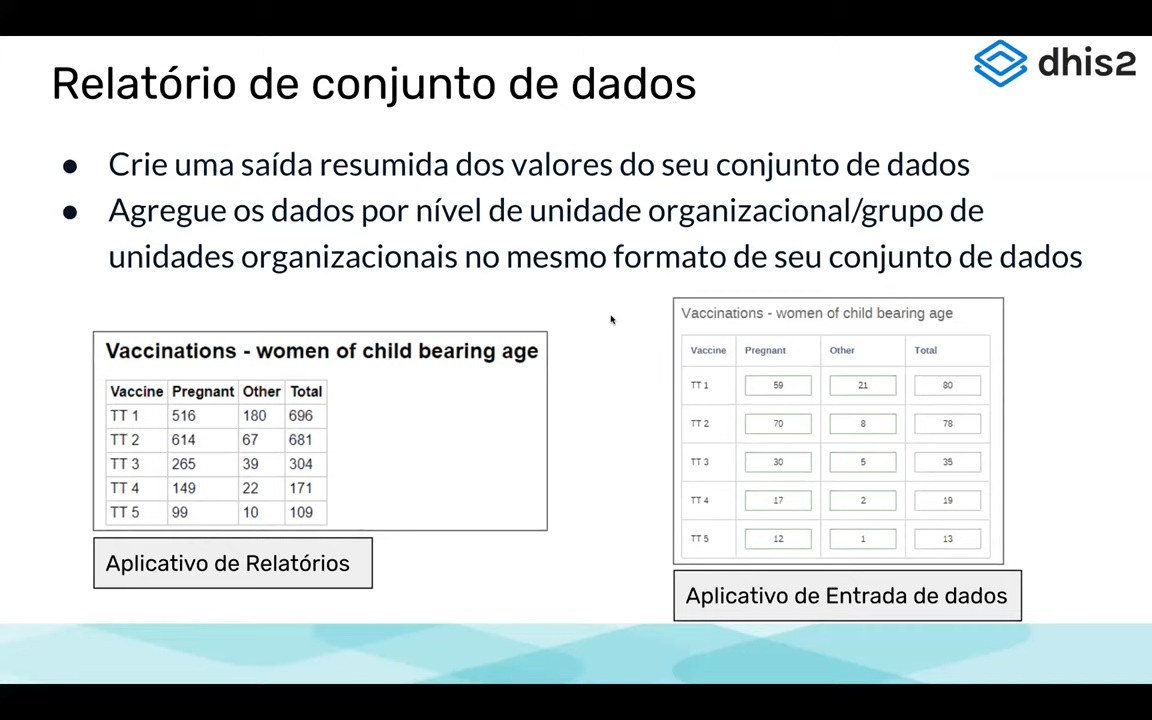 dhis2
Relatório de conjunto de dados
● Crie uma saída resumida dos valores do seu conjunto de dados
● Agregue os dados por nível de unidade organizacional/grupo de
unidades organizacionais no mesmo formato de seu conjunto de dados
Vaccinations - women of child bearing age
Vaccine Pregnant Other Total
TT 1 516 180 696
TT 2 614 67 681
TT 3 265 39 304
TT 4 149 22 171
TT 5 99 10 109
Aplicativo de Relatórios
Vaccinations - women of child bearing age
Vaccine Pregnant Other Total
TT 1 59 21 80
TT 2 70 8 78
TT 3 30 5 35
TT 4 17 2 19
TT 5 12 1 13
Aplicativo de Entrada de dados